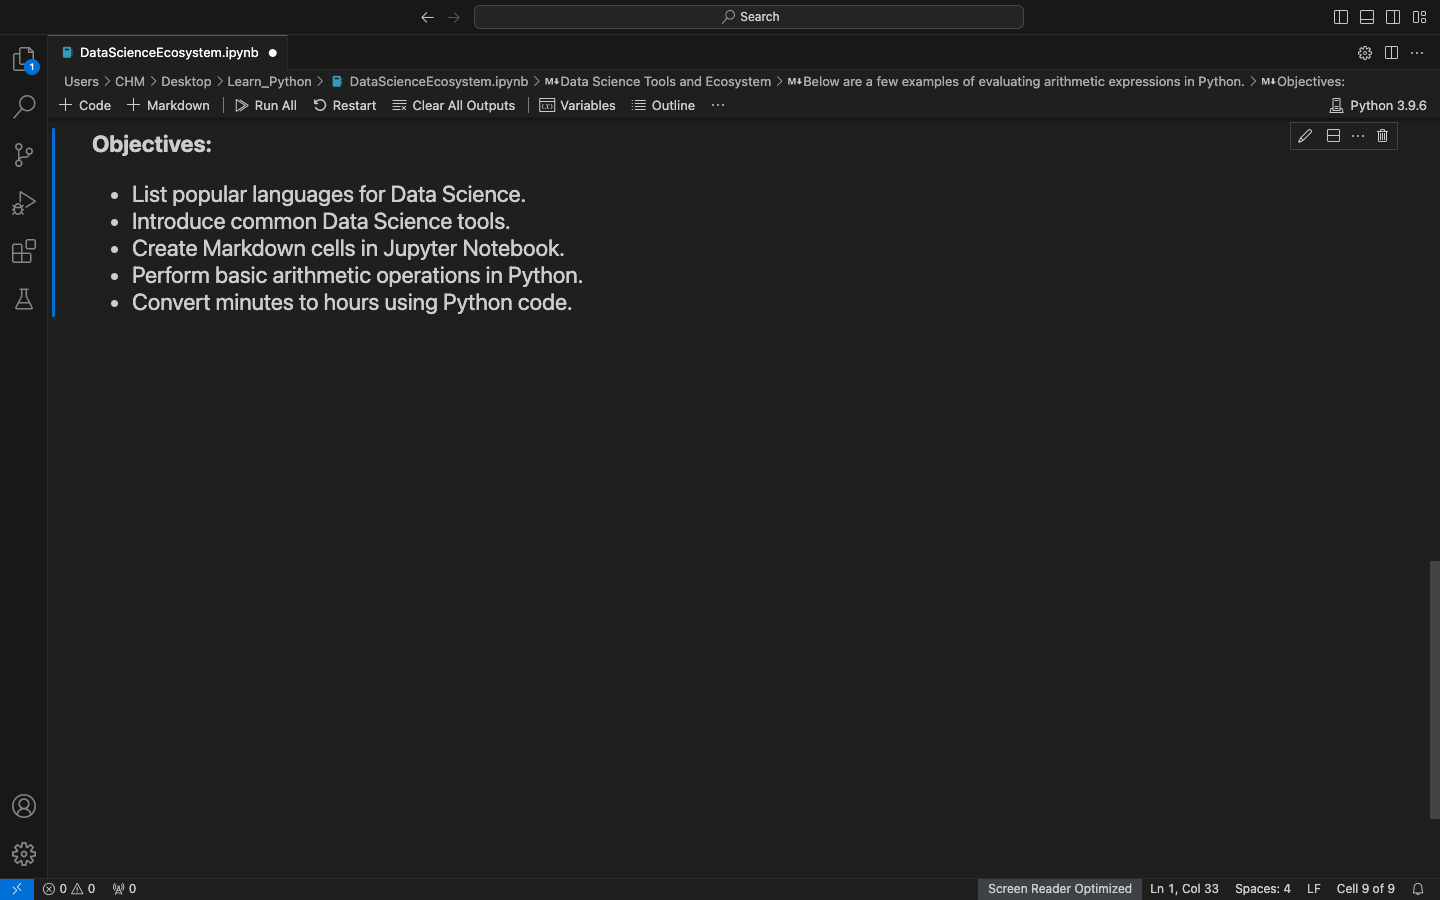 Search
1
DataScienceEcosystem.ipynb
Users > CHM > Desktop > Learn_Python > DataScienceEcosystem.ipynb > M↓Data Science Tools and Ecosystem > M↓Below are a few examples of evaluating arithmetic expressions in Python. > M↓Objectives:
+ Code + Markdown | Run All Restart Clear All Outputs | Variables Outline ... Python 3.9.6
Objectives:
• List popular languages for Data Science.
• Introduce common Data Science tools.
• Create Markdown cells in Jupyter Notebook.
• Perform basic arithmetic operations in Python.
• Convert minutes to hours using Python code.
0 0 0 Screen Reader Optimized Ln 1, Col 33 Spaces: 4 LF Cell 9 of 9